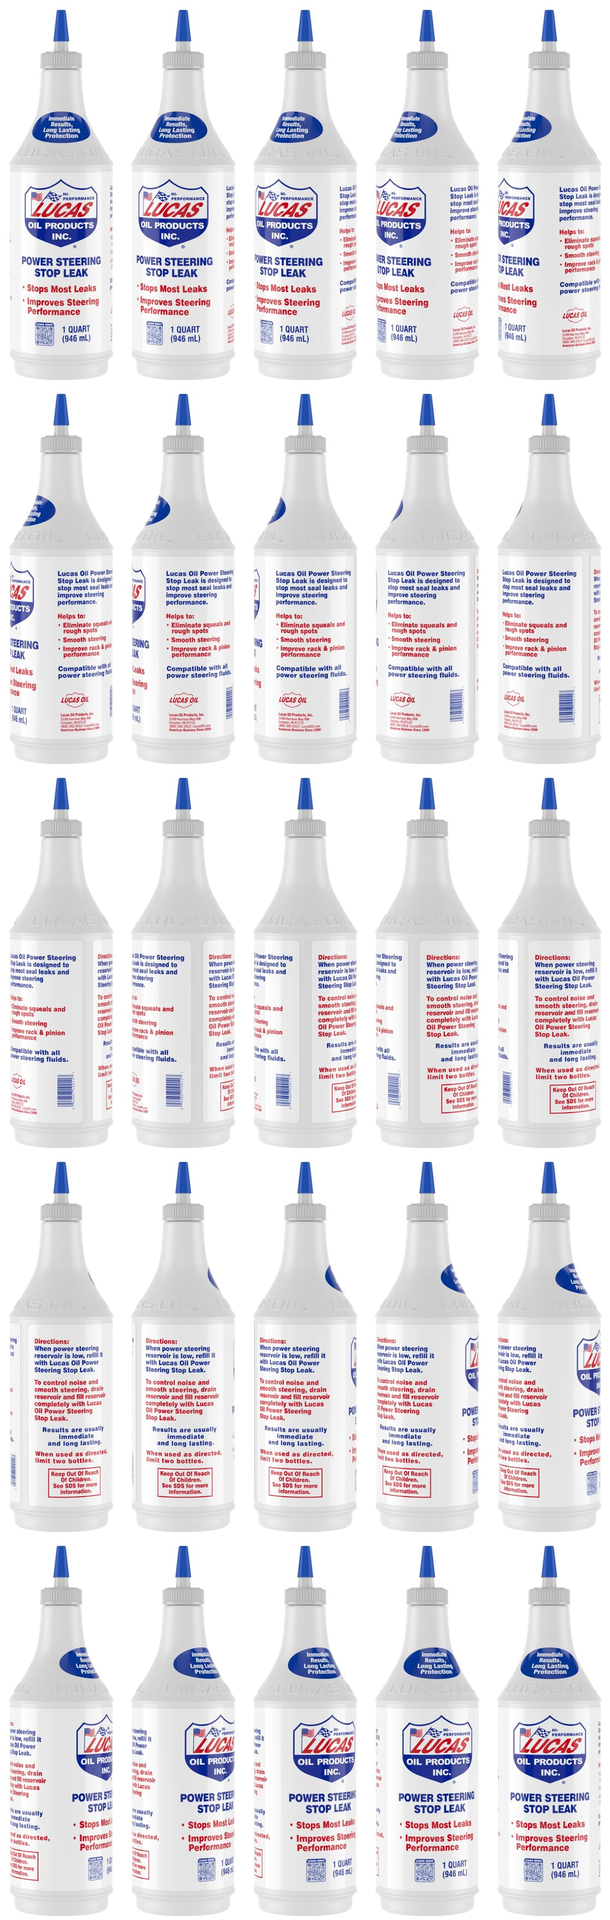 Immediate
Results,
Long Lasting
Protection
LUCAS OIL
HI-PERFORMANCE
LUCAS
OIL PRODUCTS
INC.
®
POWER STEERING
STOP LEAK
• Stops Most Leaks
• Improves Steering
Performance
1 QUART
(946 mL)
Lucas Oil Power Steering
Stop Leak is designed to
stop most seal leaks and
improve steering
performance.
Helps to:
• Eliminate squeals and
rough spots
• Smooth steering
• Improve rack & pinion
performance
Compatible with all
power steering fluids.
LUCAS OIL
Lucas Oil Products, Inc.
American Business Since 1989
Directions:
When power steering
reservoir is low, refill it
with Lucas Oil Power
Steering Stop Leak.
To control noise and
smooth steering, drain
reservoir and fill reservoir
completely with Lucas
Oil Power Steering
Stop Leak.
Results are usually
immediate
and long lasting.
When used as directed,
limit two bottles.
Keep Out Of Reach
Of Children.
See SDS for more
information.